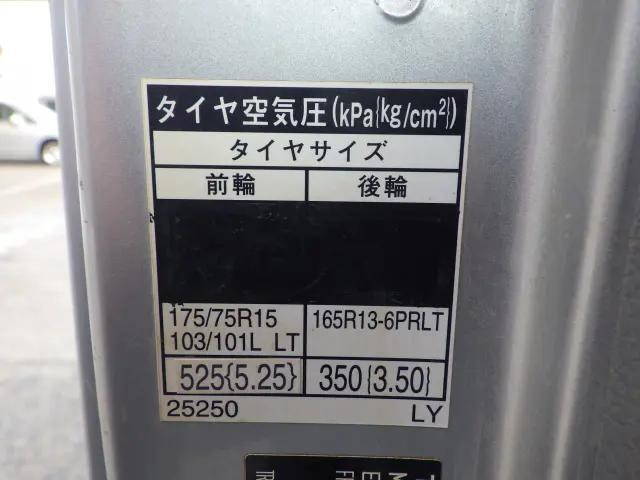 タイヤ空気圧(kPa{kg/cm²})
タイヤサイズ
前輪 後輪
175/75R15 165R13-6PRLT
103/101L LT
525{5.25} 350{3.50}
25250 LY